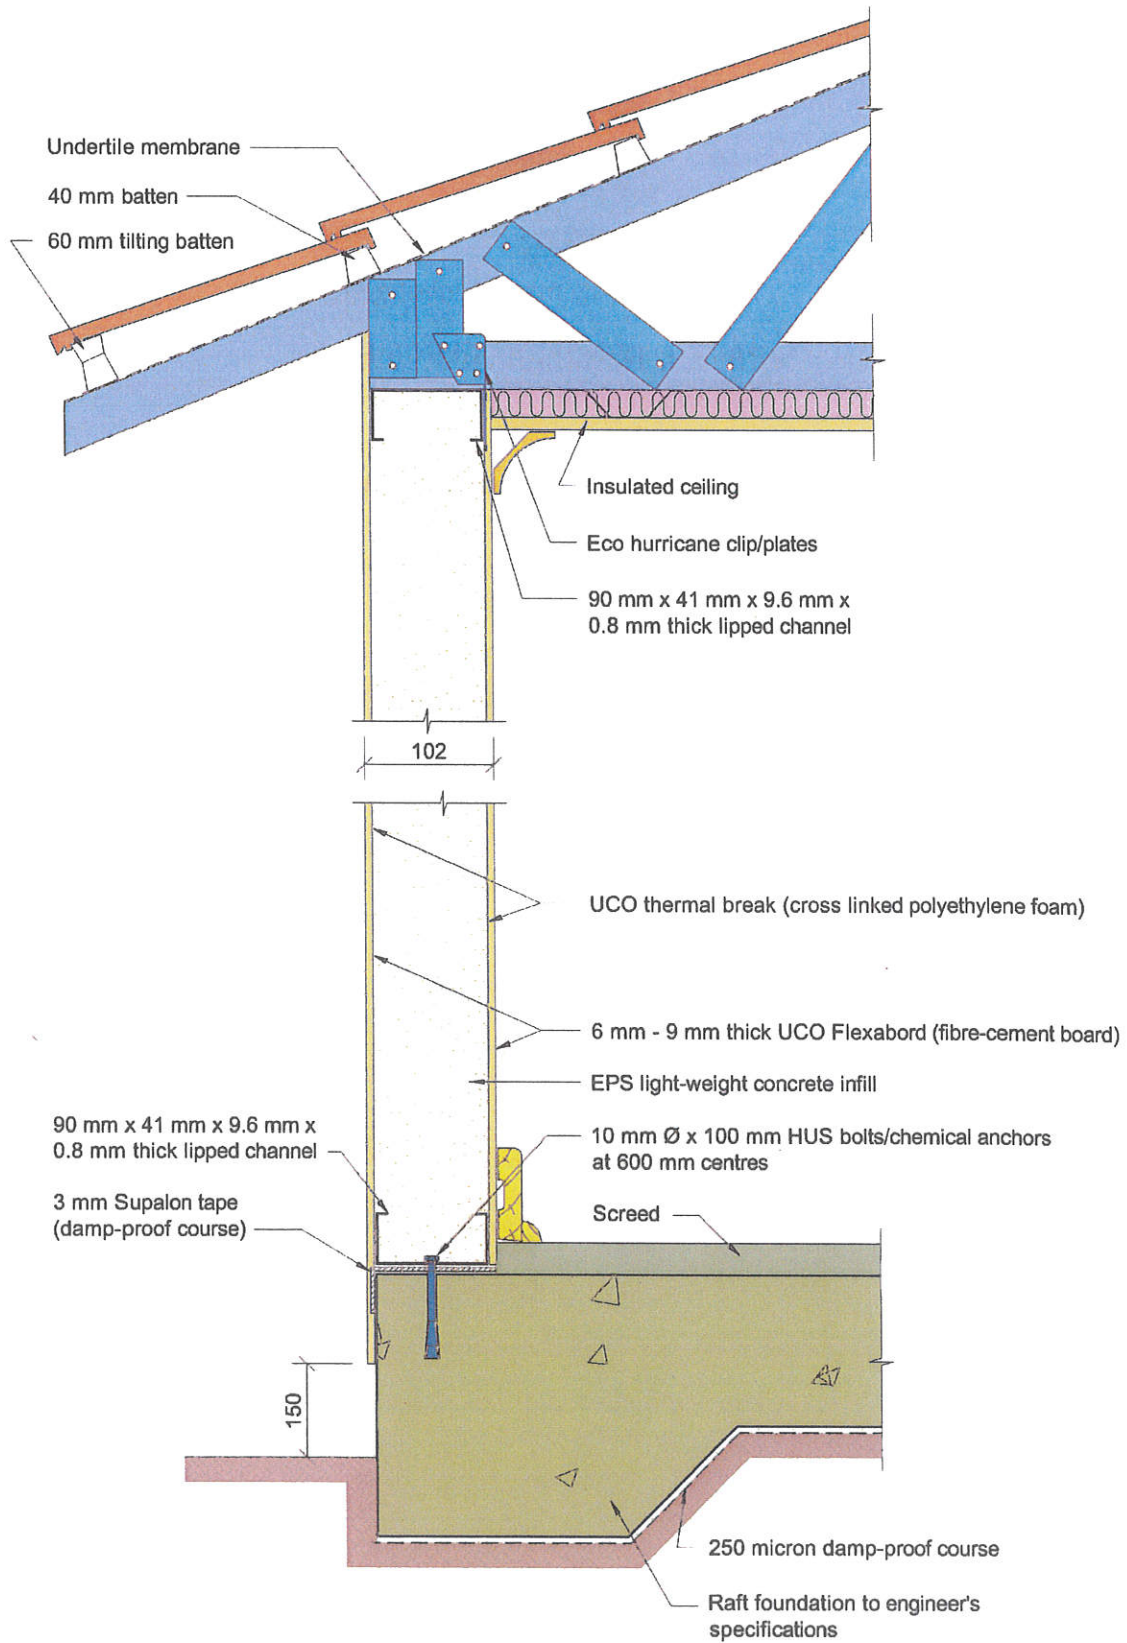 Undertile membrane
40 mm batten
60 mm tilting batten
Insulated ceiling
Eco hurricane clip/plates
90 mm x 41 mm x 9.6 mm x
0.8 mm thick lipped channel
102
UCO thermal break (cross linked polyethylene foam)
6 mm - 9 mm thick UCO Flexabord (fibre-cement board)
EPS light-weight concrete infill
90 mm x 41 mm x 9.6 mm x
0.8 mm thick lipped channel
10 mm Ø x 100 mm HUS bolts/chemical anchors
at 600 mm centres
3 mm Supalon tape
(damp-proof course)
Screed
150
250 micron damp-proof course
Raft foundation to engineer's
specifications